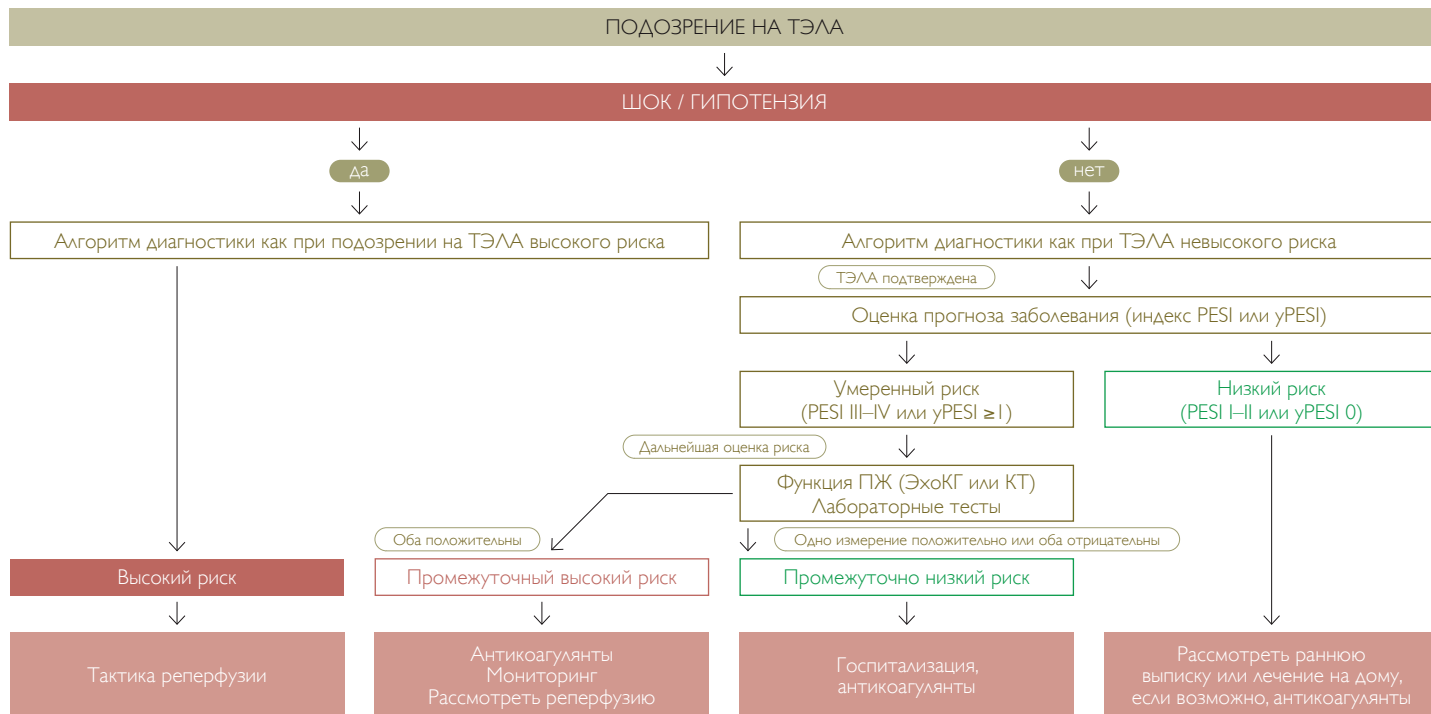 ПОДОЗРЕНИЕ НА ТЭЛА
ШОК / ГИПОТЕНЗИЯ
да
нет
Алгоритм диагностики как при подозрении на ТЭЛА высокого риска
Алгоритм диагностики как при ТЭЛА невысокого риска
ТЭЛА подтверждена
Оценка прогноза заболевания (индекс PESI или уPESI)
Умеренный риск
(PESI III–IV или уPESI ≥1)
Низкий риск
(PESI I–II или уPESI 0)
Дальнейшая оценка риска
Функция ПЖ (ЭхоКГ или КТ)
Лабораторные тесты
Оба положительны
Одно измерение положительно или оба отрицательны
Высокий риск
Промежуточный высокий риск
Промежуточно низкий риск
Тактика реперфузии
Антикоагулянты
Мониторинг
Рассмотреть реперфузию
Госпитализация,
антикоагулянты
Рассмотреть раннюю
выписку или лечение на дому,
если возможно, антикоагулянты